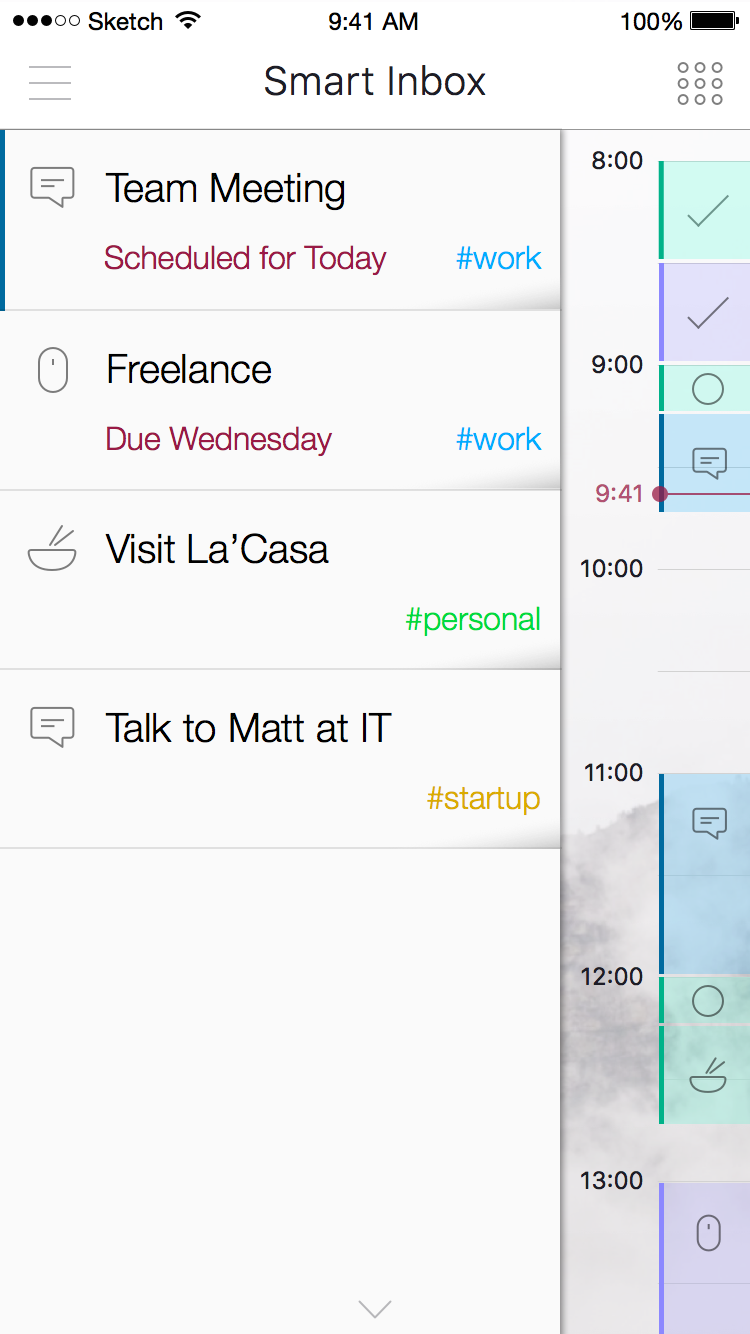 Sketch 9:41 AM 100%
Smart Inbox
Team Meeting
Scheduled for Today #work
Freelance
Due Wednesday #work
Visit La’Casa
#personal
Talk to Matt at IT
#startup
8:00
9:00
9:41
10:00
11:00
12:00
13:00